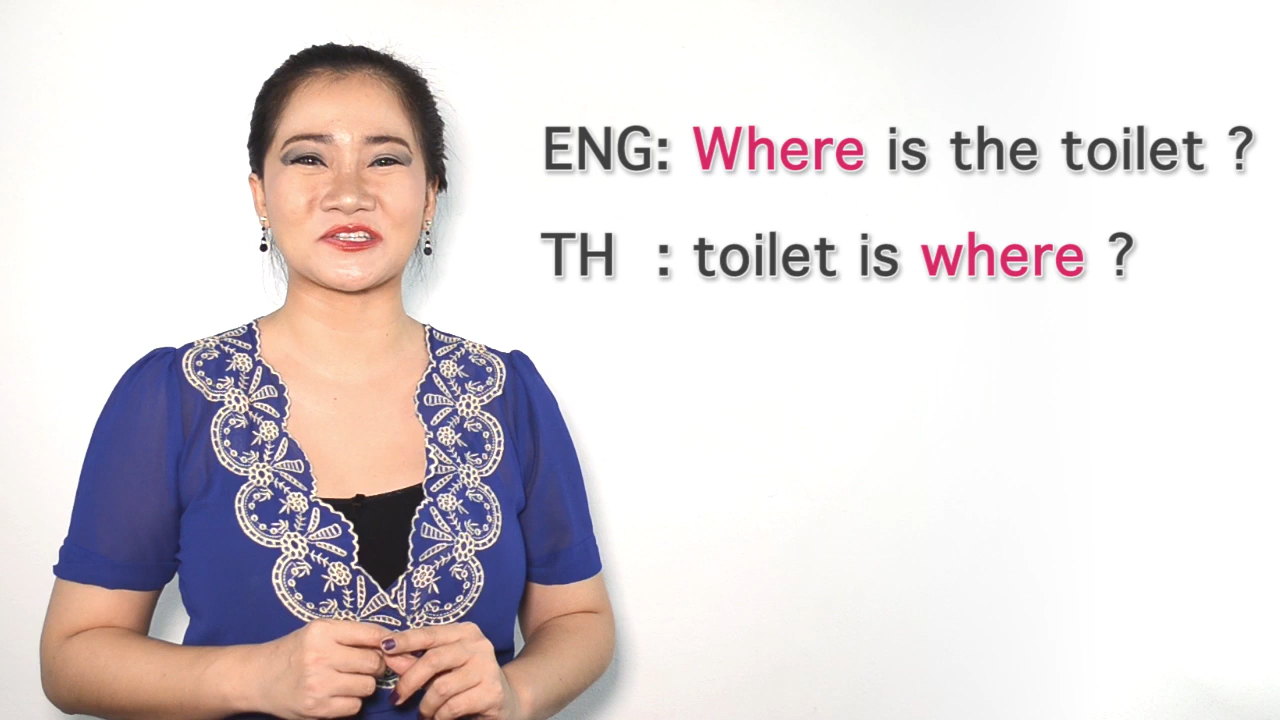 ENG: Where is the toilet ?
TH : toilet is where ?